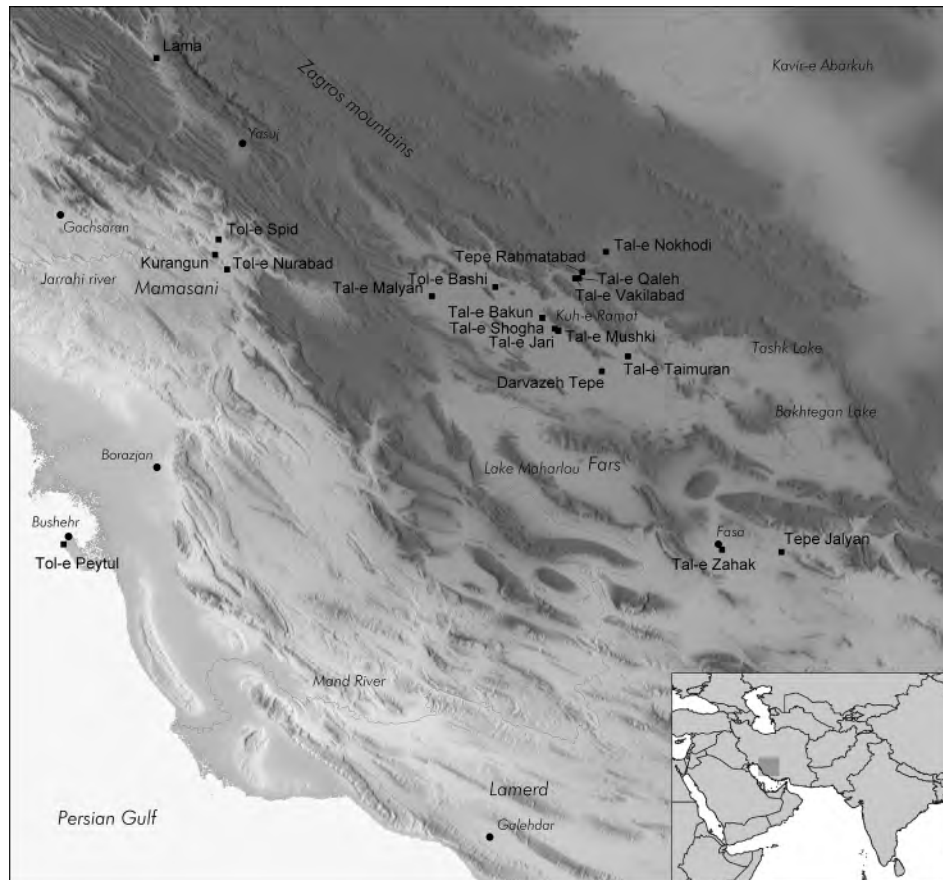 Lama
Zagros mountains
Kavir-e Abarkuh
Yasuj
Gachsaran
Tol-e Spid
Kurangun
Tol-e Nurabad
Jarrahi river
Mamasani
Tal-e Nokhodi
Tepe Rahmatabad
Tal-e Qaleh
Tol-e Bashi
Tal-e Malyan
Tal-e Vakilabad
Tal-e Bakun
Kuh-e Ramat
Tal-e Shogha
Tal-e Mushki
Tal-e Jari
Tashk Lake
Tal-e Taimuran
Darvazeh Tepe
Bakhtegan Lake
Borazjan
Lake Maharlou
Fars
Bushehr
Tol-e Peytul
Fasa
Tepe Jalyan
Tal-e Zahak
Mand River
Lamerd
Persian Gulf
Galehdar